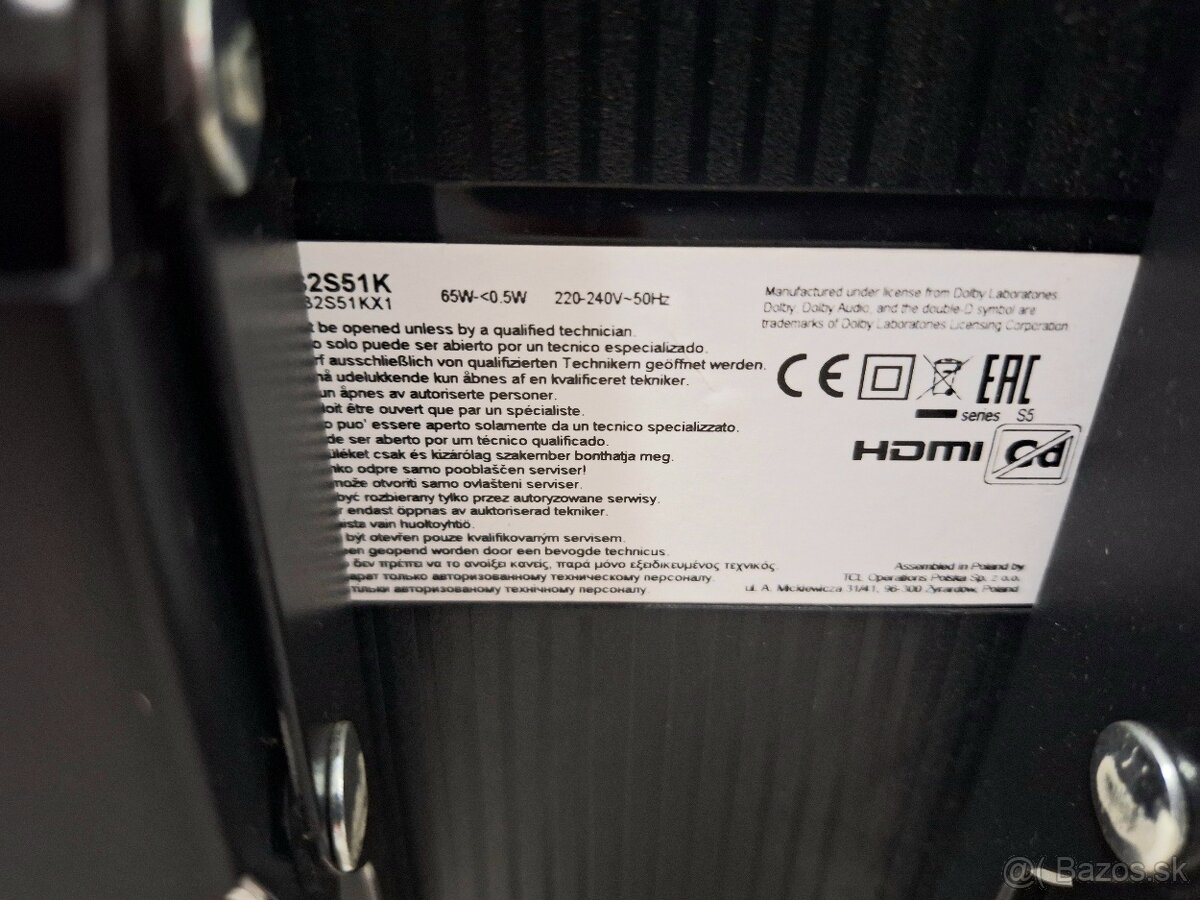 2S51K
32S51KX1
65W-<0.5W 220-240V~50Hz
Manufactured under license from Dolby Laboratories.
Dolby, Dolby Audio, and the double-D symbol are
trademarks of Dolby Laboratories Licensing Corporation.
t be opened unless by a qualified technician.
o solo puede ser abierto por un tecnico especializado.
rf ausschließlich von qualifizierten Technikern geöffnet werden.
må udelukkende kun åbnes af en kvalificeret tekniker.
un åpnes av autoriserte personer.
oit être ouvert que par un spécialiste.
o puo' essere aperto solamente da un tecnico specializzato.
de ser aberto por um técnico qualificado.
üléket csak és kizárólag szakember bonthatja meg.
hko odpre samo pooblaščen serviser!
može otvoriti samo ovlašteni serviser.
być rozbierany tylko przez autoryzowane serwisy.
r endast öppnas av auktoriserad tekniker.
ista vain huoltoyhtiö.
být otevřen pouze kvalifikovaným servisem.
en geopend worden door een bevoegde technicus.
δεν πρέπει να το ανοίξει κανείς, παρά μόνο εξειδικευμένος τεχνικός.
арат только авторизованному техническому персоналу.
тільки авторизованому технічному персоналу.
CE EAC
series S5
HDMI Cd
Assembled in Poland by
TCL Operations Polska Sp. z o.o.
ul. A. Mickiewicza 31/41, 96-300 Żyrardów, Poland
@( Bazos.sk